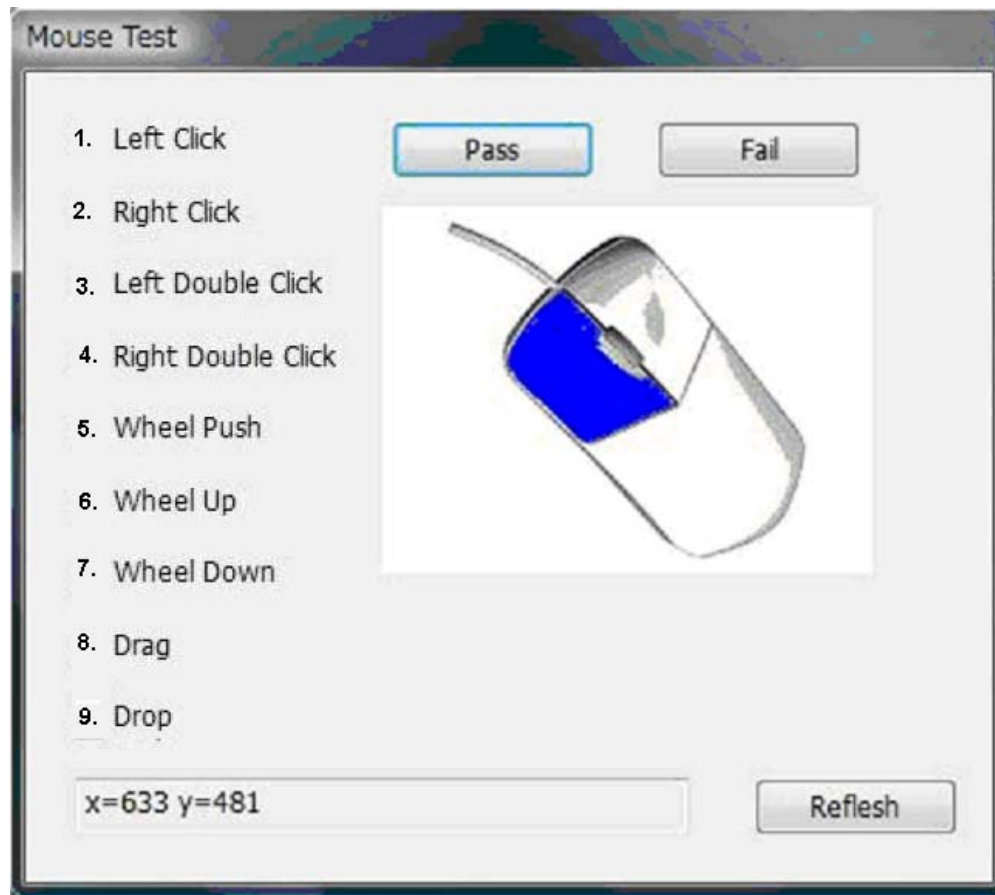 Mouse Test
1. Left Click
Pass
Fail
2. Right Click
3. Left Double Click
4. Right Double Click
5. Wheel Push
6. Wheel Up
7. Wheel Down
8. Drag
9. Drop
x=633 y=481
Reflesh